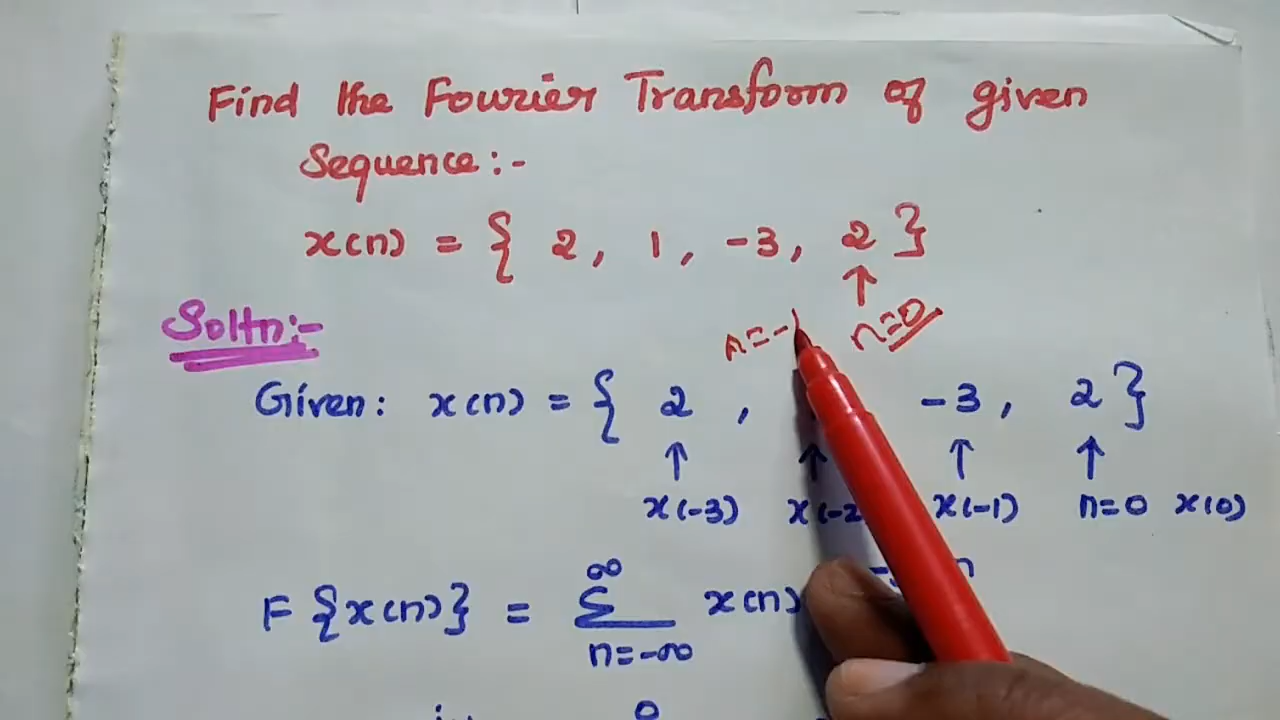 Find the Fourier Transform of given
Sequence:-
x(n) = { 2, 1, -3, 2 }
↑
n=- n=0
Soltn:-
Given: x(n) = { 2 , -3, 2 }
↑ ↑ ↑ ↑
x(-3) x(-2 x(-1) n=0 x(0)
F{x(n)} = ∑ x(n)
∞
n=-∞